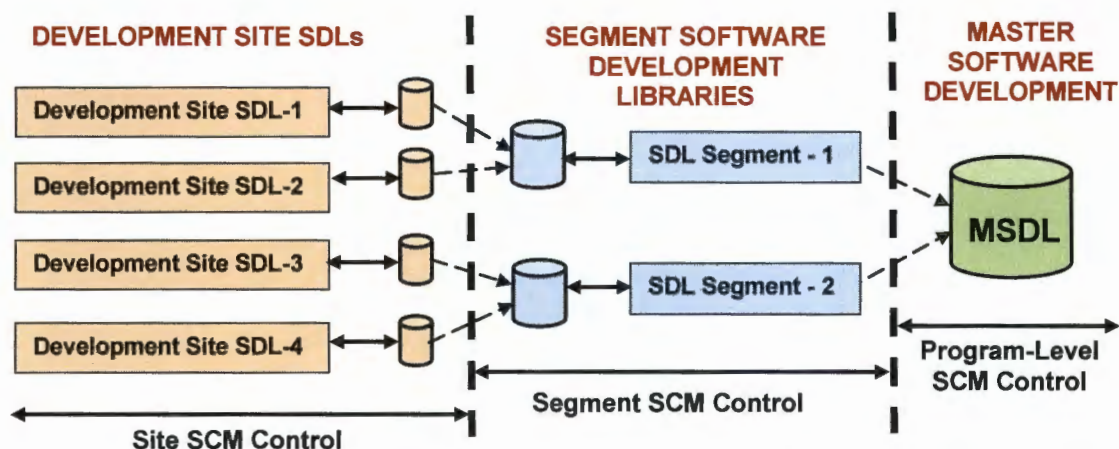 DEVELOPMENT SITE SDLs
SEGMENT SOFTWARE
DEVELOPMENT
LIBRARIES
MASTER
SOFTWARE
DEVELOPMENT
Development Site SDL-1
Development Site SDL-2
Development Site SDL-3
Development Site SDL-4
SDL Segment - 1
SDL Segment - 2
MSDL
Site SCM Control
Segment SCM Control
Program-Level
SCM Control